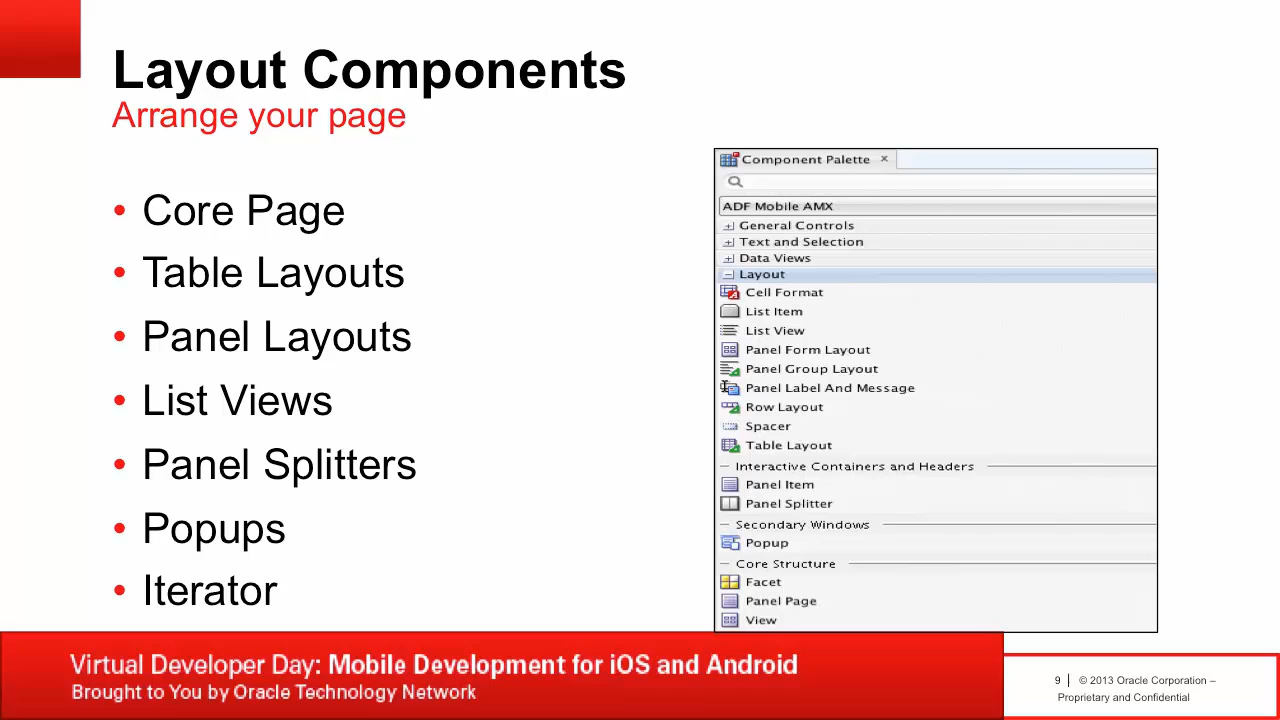 Layout Components
Arrange your page
• Core Page
• Table Layouts
• Panel Layouts
• List Views
• Panel Splitters
• Popups
• Iterator
Component Palette ×
ADF Mobile AMX
General Controls
Text and Selection
Data Views
Layout
Cell Format
List Item
List View
Panel Form Layout
Panel Group Layout
Panel Label And Message
Row Layout
Spacer
Table Layout
Interactive Containers and Headers
Panel Item
Panel Splitter
Secondary Windows
Popup
Core Structure
Facet
Panel Page
View
Virtual Developer Day: Mobile Development for iOS and Android
Brought to You by Oracle Technology Network
9 | © 2013 Oracle Corporation –
Proprietary and Confidential